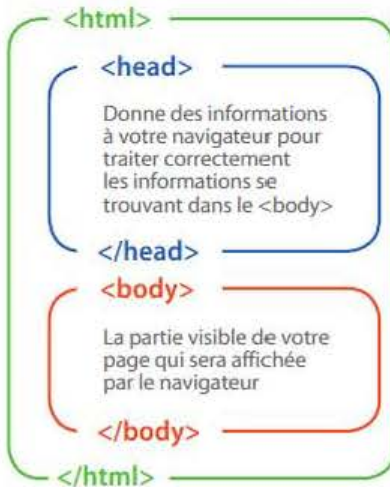 <html>
<head>
Donne des informations
à votre navigateur pour
traiter correctement
les informations se
trouvant dans le <body>
</head>
<body>
La partie visible de votre
page qui sera affichée
par le navigateur
</body>
</html>